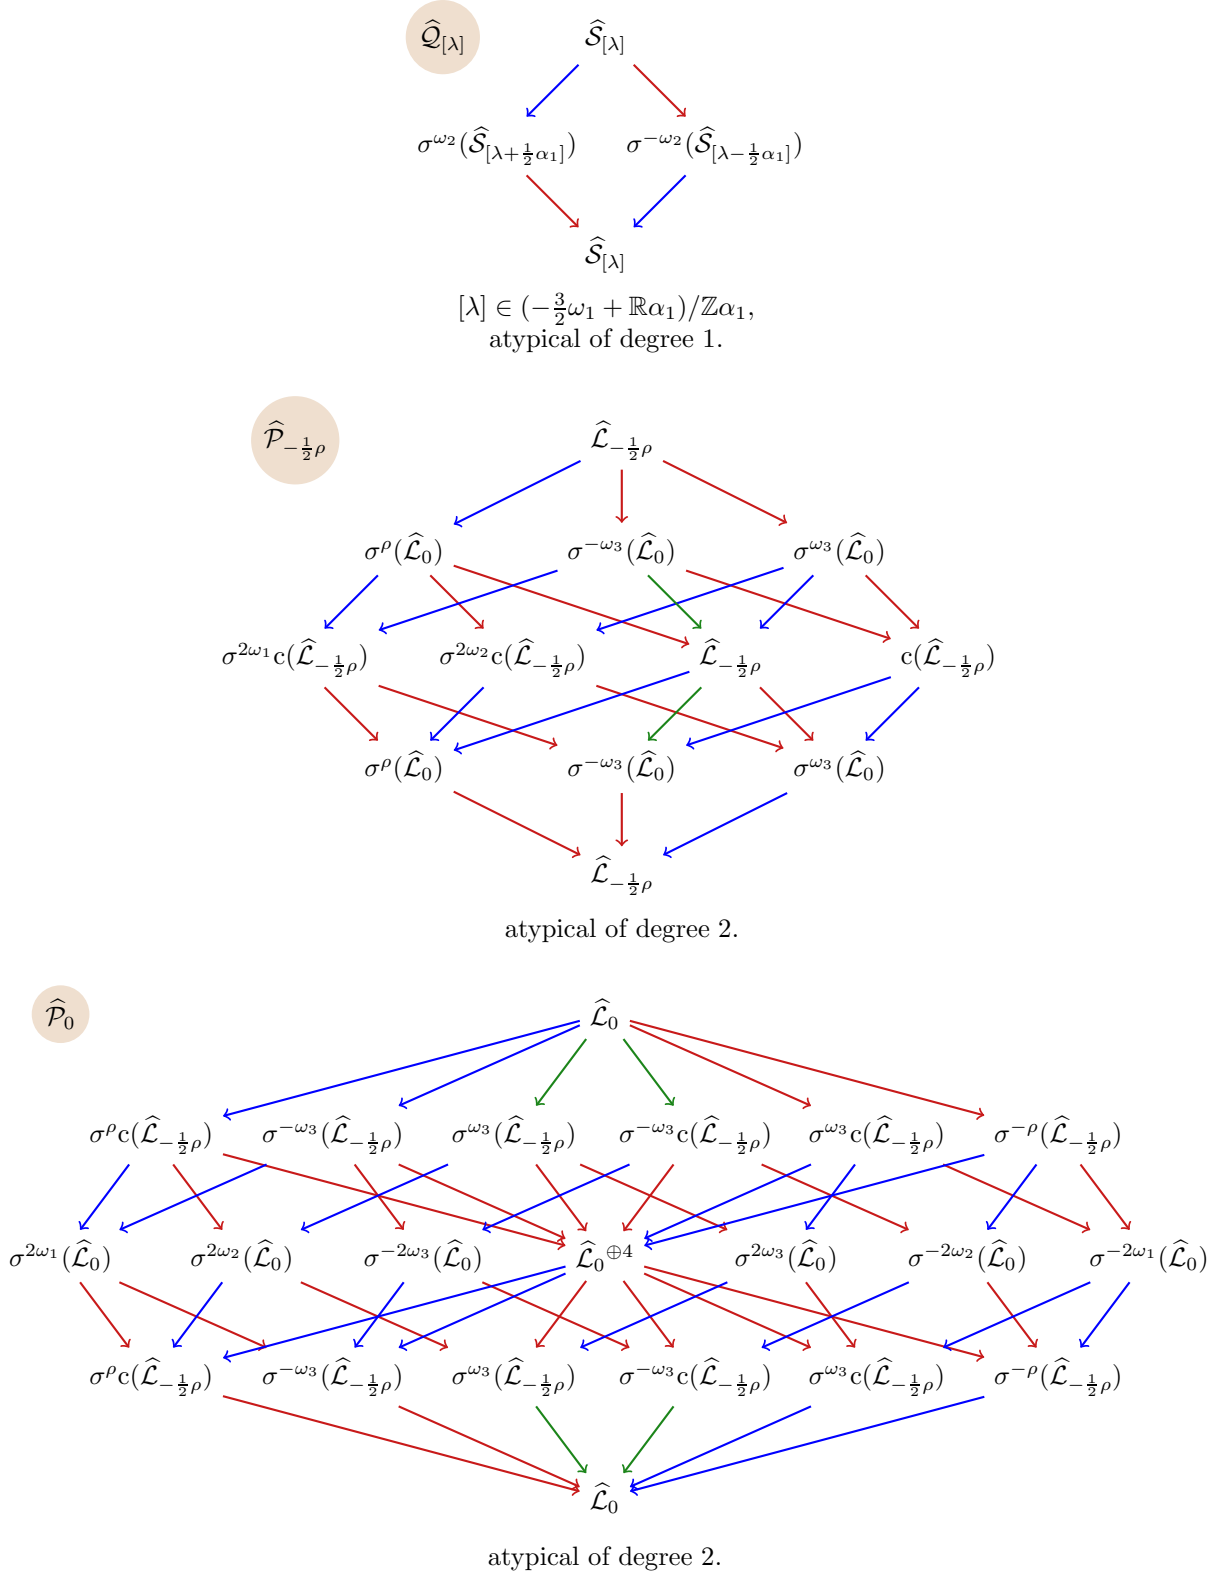 $\widehat{\mathcal{Q}}_{[\lambda]}$ $\widehat{\mathcal{S}}_{[\lambda]}$
$\sigma^{\omega_2}(\widehat{\mathcal{S}}_{[\lambda+\frac{1}{2}\alpha_1]})$ $\sigma^{-\omega_2}(\widehat{\mathcal{S}}_{[\lambda-\frac{1}{2}\alpha_1]})$
$\widehat{\mathcal{S}}_{[\lambda]}$
$[\lambda] \in (-\frac{3}{2}\omega_1 + \mathbb{R}\alpha_1)/\mathbb{Z}\alpha_1,$
atypical of degree 1.
$\widehat{\mathcal{P}}_{-\frac{1}{2}\rho}$ $\widehat{\mathcal{L}}_{-\frac{1}{2}\rho}$
$\sigma^{\rho}(\widehat{\mathcal{L}}_0)$ $\sigma^{-\omega_3}(\widehat{\mathcal{L}}_0)$ $\sigma^{\omega_3}(\widehat{\mathcal{L}}_0)$
$\sigma^{2\omega_1}\mathrm{c}(\widehat{\mathcal{L}}_{-\frac{1}{2}\rho})$ $\sigma^{2\omega_2}\mathrm{c}(\widehat{\mathcal{L}}_{-\frac{1}{2}\rho})$ $\widehat{\mathcal{L}}_{-\frac{1}{2}\rho}$ $\mathrm{c}(\widehat{\mathcal{L}}_{-\frac{1}{2}\rho})$
$\sigma^{\rho}(\widehat{\mathcal{L}}_0)$ $\sigma^{-\omega_3}(\widehat{\mathcal{L}}_0)$ $\sigma^{\omega_3}(\widehat{\mathcal{L}}_0)$
$\widehat{\mathcal{L}}_{-\frac{1}{2}\rho}$
atypical of degree 2.
$\widehat{\mathcal{P}}_0$ $\widehat{\mathcal{L}}_0$
$\sigma^{\rho}\mathrm{c}(\widehat{\mathcal{L}}_{-\frac{1}{2}\rho})$ $\sigma^{-\omega_3}(\widehat{\mathcal{L}}_{-\frac{1}{2}\rho})$ $\sigma^{\omega_3}(\widehat{\mathcal{L}}_{-\frac{1}{2}\rho})$ $\sigma^{-\omega_3}\mathrm{c}(\widehat{\mathcal{L}}_{-\frac{1}{2}\rho})$ $\sigma^{\omega_3}\mathrm{c}(\widehat{\mathcal{L}}_{-\frac{1}{2}\rho})$ $\sigma^{-\rho}(\widehat{\mathcal{L}}_{-\frac{1}{2}\rho})$
$\sigma^{2\omega_1}(\widehat{\mathcal{L}}_0)$ $\sigma^{2\omega_2}(\widehat{\mathcal{L}}_0)$ $\sigma^{-2\omega_3}(\widehat{\mathcal{L}}_0)$ $\widehat{\mathcal{L}}_0^{\oplus 4}$ $\sigma^{2\omega_3}(\widehat{\mathcal{L}}_0)$ $\sigma^{-2\omega_2}(\widehat{\mathcal{L}}_0)$ $\sigma^{-2\omega_1}(\widehat{\mathcal{L}}_0)$
$\sigma^{\rho}\mathrm{c}(\widehat{\mathcal{L}}_{-\frac{1}{2}\rho})$ $\sigma^{-\omega_3}(\widehat{\mathcal{L}}_{-\frac{1}{2}\rho})$ $\sigma^{\omega_3}(\widehat{\mathcal{L}}_{-\frac{1}{2}\rho})$ $\sigma^{-\omega_3}\mathrm{c}(\widehat{\mathcal{L}}_{-\frac{1}{2}\rho})$ $\sigma^{\omega_3}\mathrm{c}(\widehat{\mathcal{L}}_{-\frac{1}{2}\rho})$ $\sigma^{-\rho}(\widehat{\mathcal{L}}_{-\frac{1}{2}\rho})$
$\widehat{\mathcal{L}}_0$
atypical of degree 2.